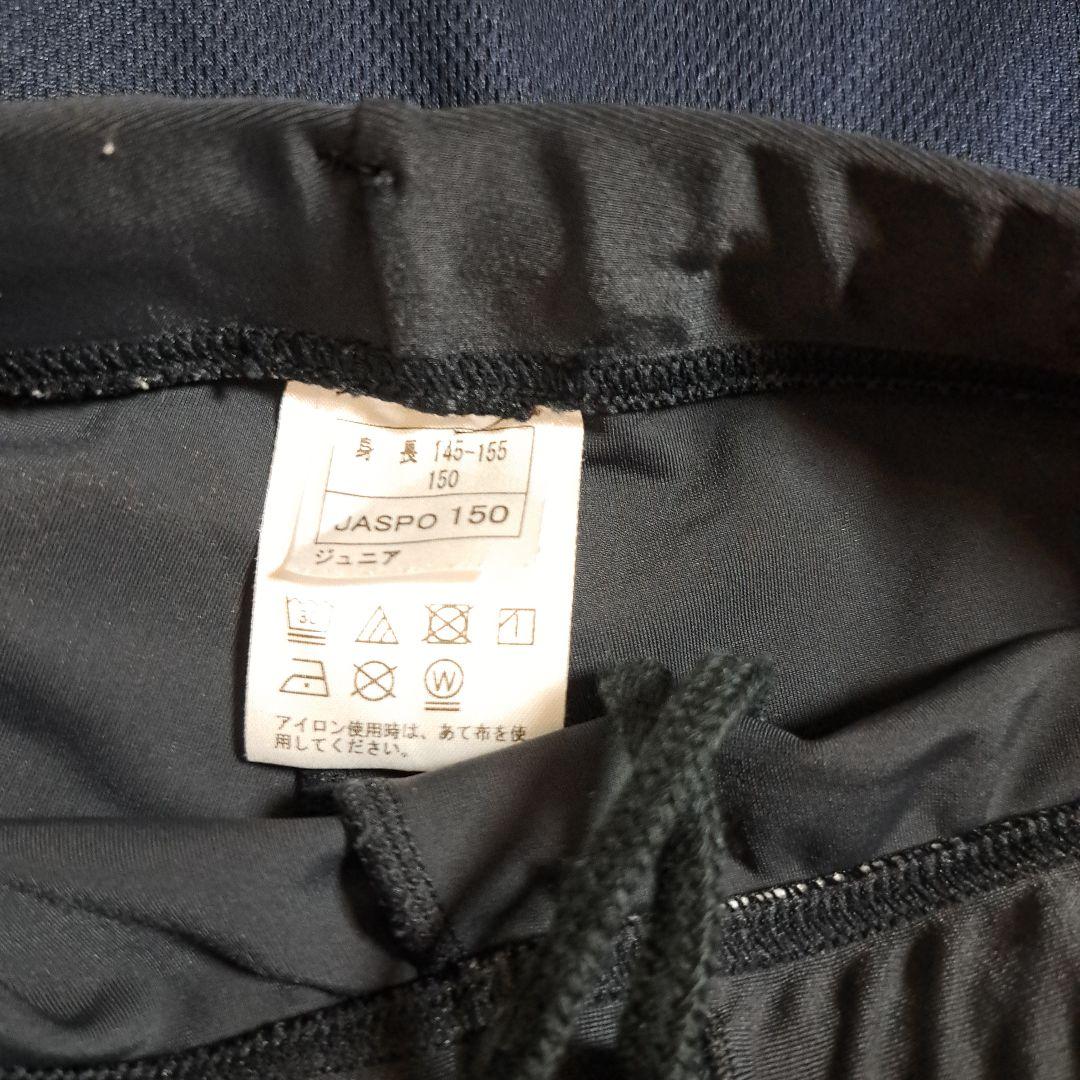 身 長 145-155
150
JASPO 150
ジュニア
30
W
アイロン使用時は、あて布を使
用してください。